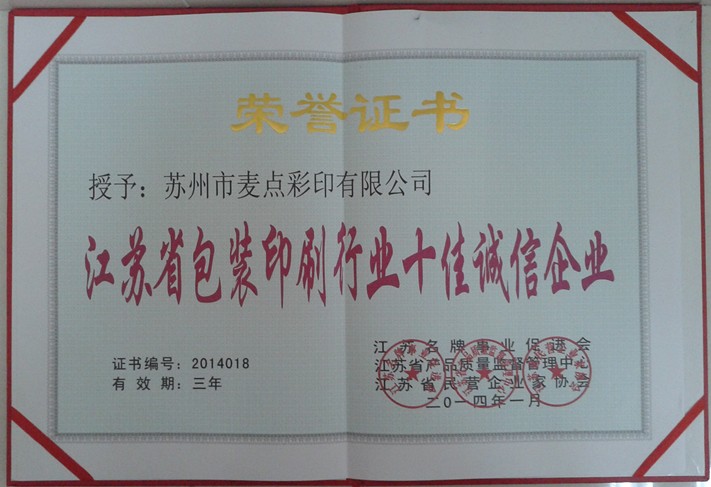 荣誉证书
授予：苏州市麦点彩印有限公司
江苏省包装印刷行业十佳诚信企业
证书编号：2014018
有效期：三年
江苏名牌事业促进会
江苏省产品质量监督管理中心
江苏省民营企业家协会
二〇一四年一月